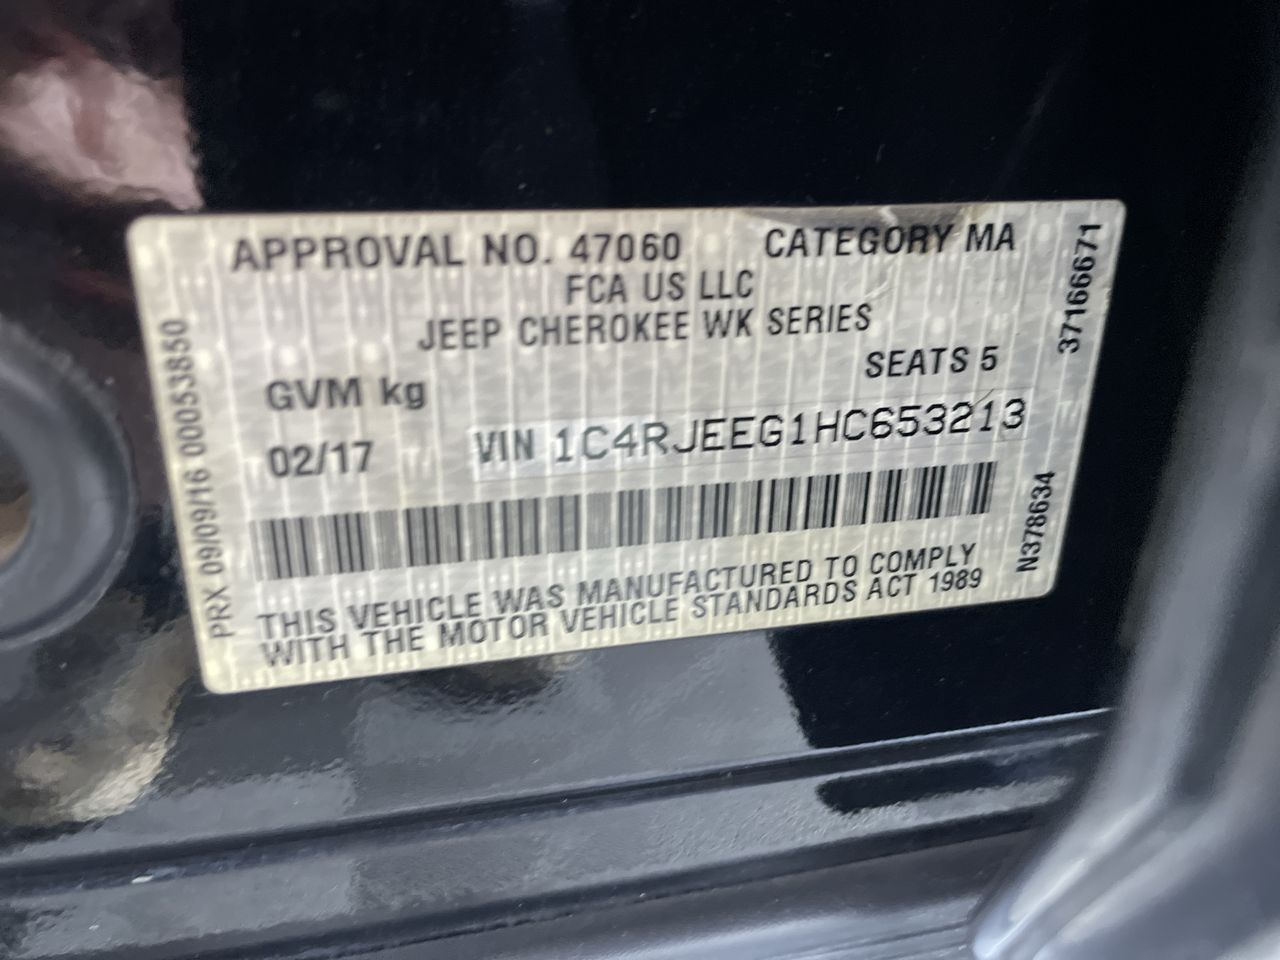 APPROVAL NO. 47060 CATEGORY MA
FCA US LLC
JEEP CHEROKEE WK SERIES
SEATS 5
GVM kg
02/17 VIN 1C4RJEEG1HC653213
THIS VEHICLE WAS MANUFACTURED TO COMPLY
WITH THE MOTOR VEHICLE STANDARDS ACT 1989
PRX 09/09/16 00053850
37166671
N378634